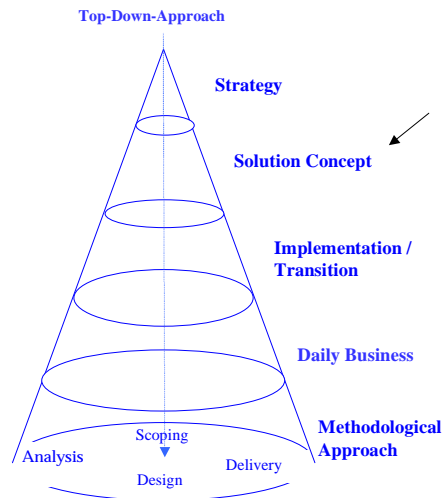 Top-Down-Approach
Strategy
Solution Concept
Implementation /
Transition
Daily Business
Methodological
Approach
Scoping
Analysis
Delivery
Design